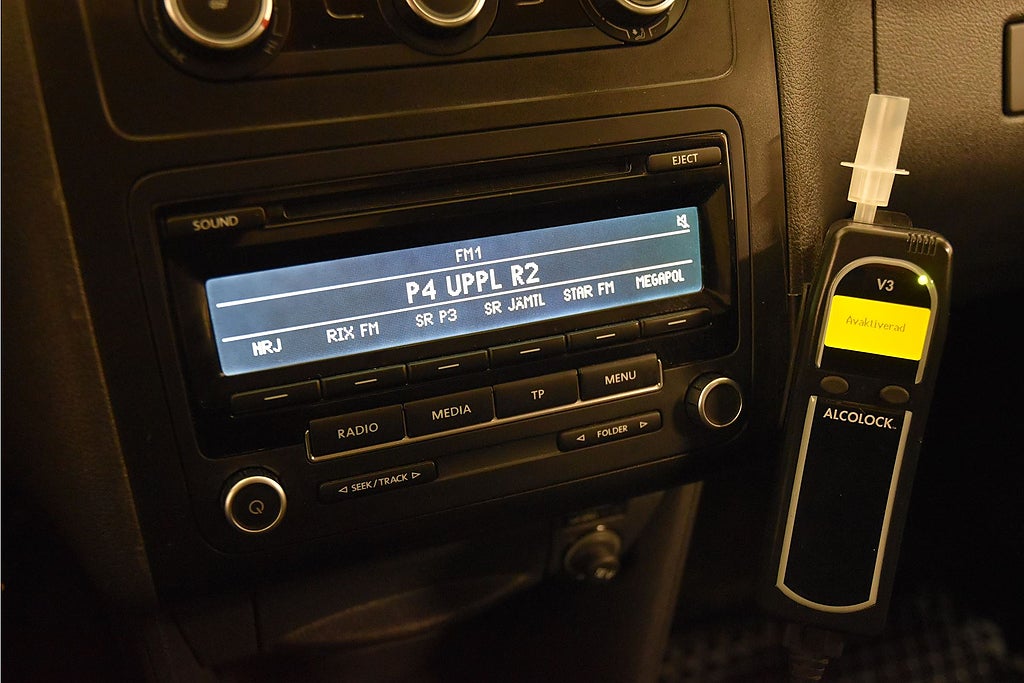 EJECT
SOUND
FM1
P4 UPPL R2
NRJ RIX FM SR P3 SR JÄMTL STAR FM MEGAPOL
RADIO MEDIA TP MENU
SEEK/TRACK FOLDER
V3
Avaktiverad
ALCOLOCK